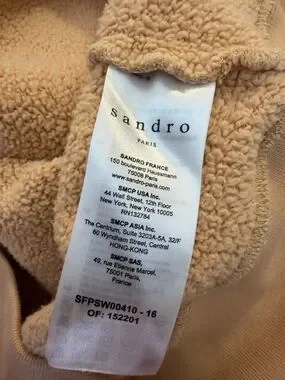 sandro
PARIS
SANDRO FRANCE
150 boulevard Haussmann
75008 Paris
www.sandro-paris.com
SMCP USA Inc.
44 Wall Street, 12th Floor
New York, New York 10005
RN132784
SMCP ASIA Inc.
The Centrum, Suite 3203A-5A, 32/F
60 Wyndham Street, Central
HONG-KONG
SMCP SAS,
49, rue Etienne Marcel,
75001 Paris,
France
SFPSW00410 - 16
OF: 152201